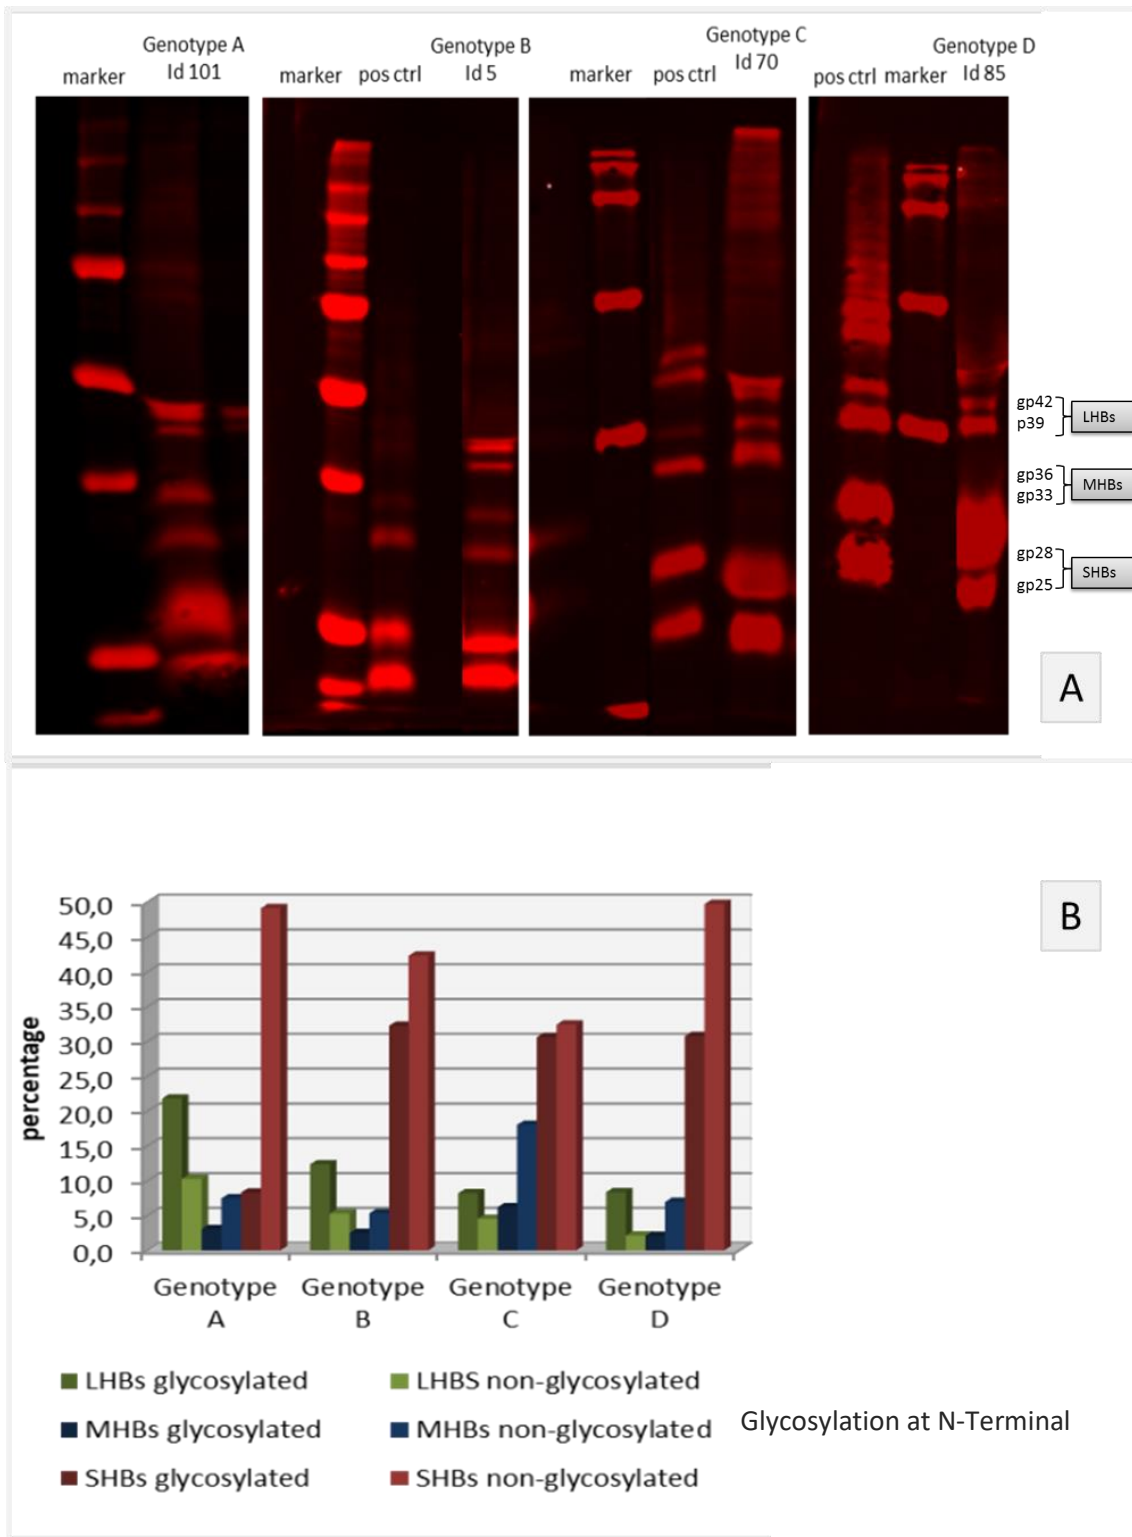 Genotype A
Id 101
marker
Genotype B
Id 5
marker
pos ctrl
Genotype C
Id 70
marker
pos ctrl
Genotype D
Id 85
pos ctrl
marker
gp42
p39
LHBs
gp36
gp33
MHBs
gp28
gp25
SHBs
A
B
50,0
45,0
40,0
35,0
30,0
25,0
20,0
15,0
10,0
5,0
0,0
percentage
Genotype
A
Genotype
B
Genotype
C
Genotype
D
LHBs glycosylated
LHBS non-glycosylated
MHBs glycosylated
MHBs non-glycosylated
SHBs glycosylated
SHBs non-glycosylated
Glycosylation at N-Terminal